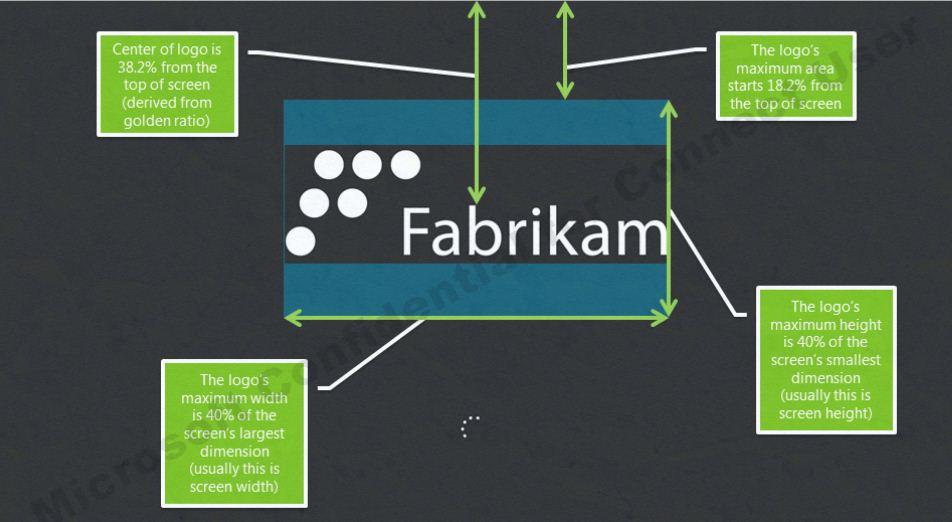 Center of logo is
38.2% from the
top of screen
(derived from
golden ratio)
The logo's
maximum area
starts 18.2% from
the top of screen
Fabrikam
The logo's
maximum height
is 40% of the
screen's smallest
dimension
(usually this is
screen height)
The logo's
maximum width
is 40% of the
screen's largest
dimension
(usually this is
screen width)
Confidential
Connect User